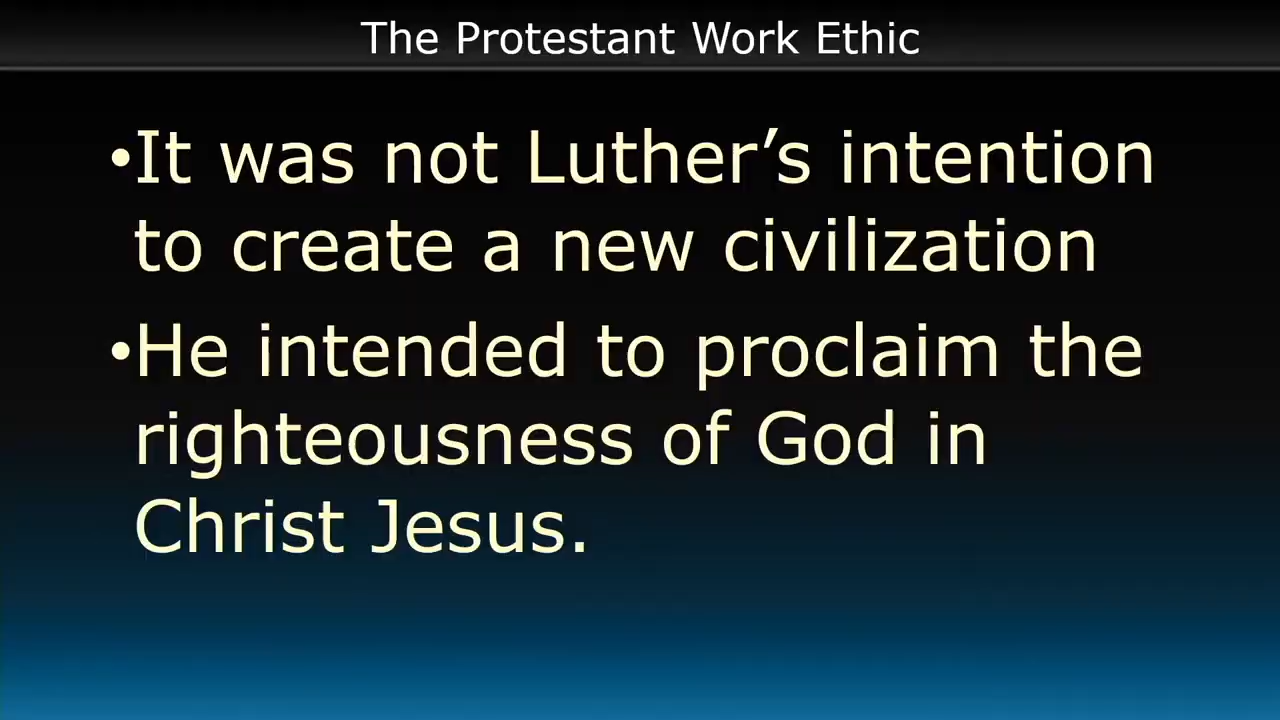 The Protestant Work Ethic
•It was not Luther’s intention
to create a new civilization
•He intended to proclaim the
righteousness of God in
Christ Jesus.